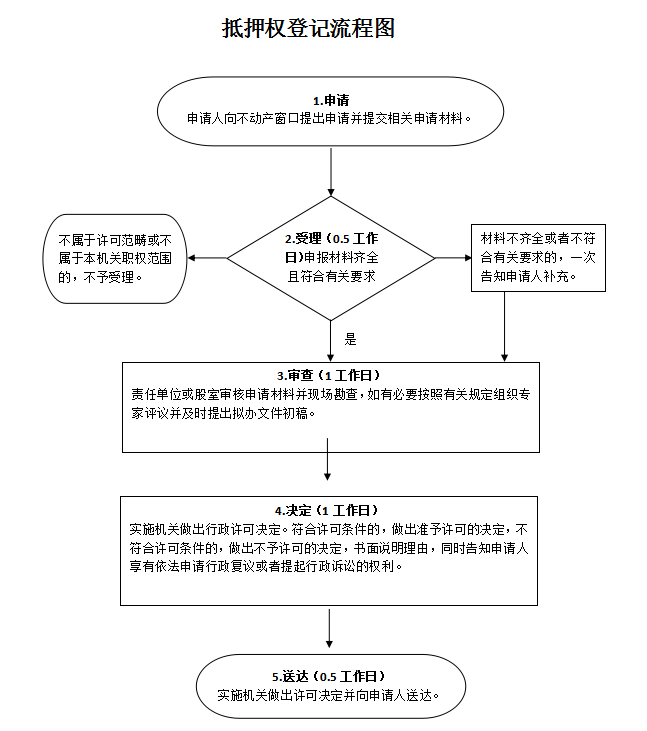 抵押权登记流程图
1.申请
申请人向不动产窗口提出申请并提交相关申请材料。
不属于许可范畴或不
属于本机关职权范围
的，不予受理。
2.受理（0.5 工作
日)申报材料齐全
且符合有关要求
材料不齐全或者不符
合有关要求的，一次
告知申请人补充。
是
3.审查（1 工作日）
责任单位或股室审核申请材料并现场勘查，如有必要按照有关规定组织专
家评议并及时提出拟办文件初稿。
4.决定（1 工作日）
实施机关做出行政许可决定。符合许可条件的，做出准予许可的决定，不
符合许可条件的，做出不予许可的决定，书面说明理由，同时告知申请人
享有依法申请行政复议或者提起行政诉讼的权利。
5.送达（0.5 工作日）
实施机关做出许可决定并向申请人送达。